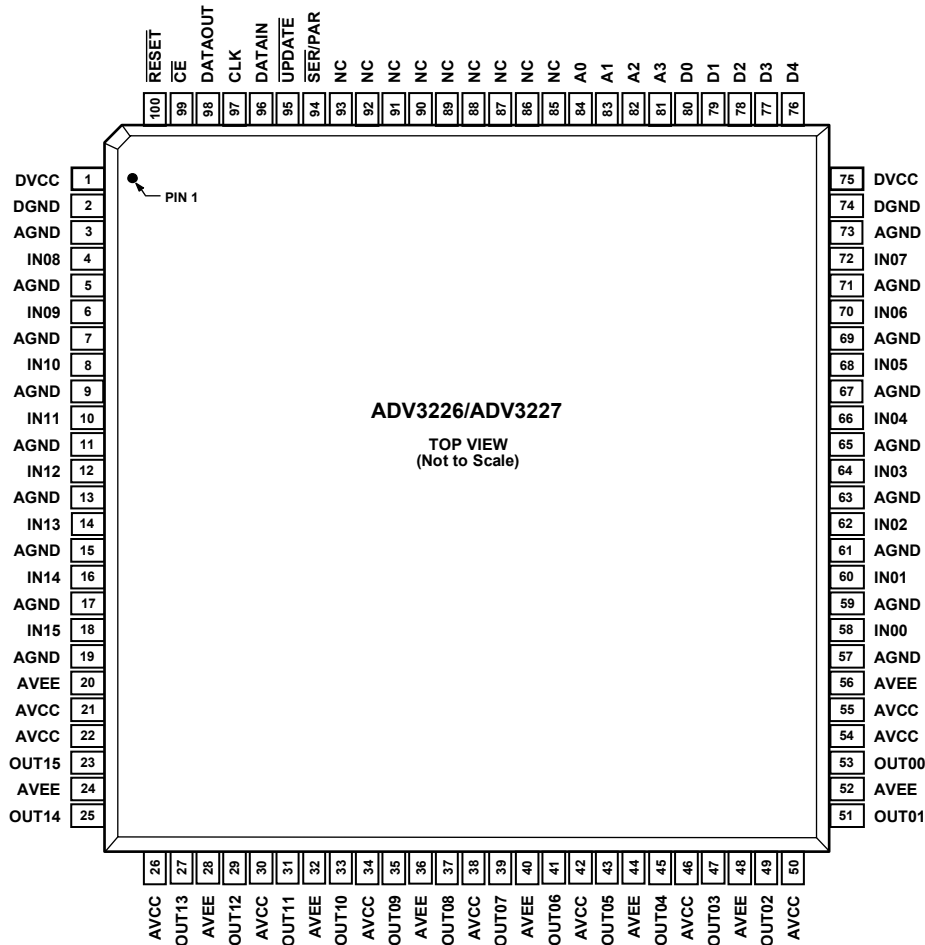 RESET
CE
DATAOUT
CLK
DATAIN
UPDATE
SER/PAR
NC
NC
NC
NC
NC
NC
NC
NC
NC
A0
A1
A2
A3
D0
D1
D2
D3
D4
100 99 98 97 96 95 94 93 92 91 90 89 88 87 86 85 84 83 82 81 80 79 78 77 76
DVCC 1 75 DVCC
PIN 1
DGND 2 74 DGND
AGND 3 73 AGND
IN08 4 72 IN07
AGND 5 71 AGND
IN09 6 70 IN06
AGND 7 69 AGND
IN10 8 68 IN05
AGND 9 67 AGND
IN11 10 66 IN04
ADV3226/ADV3227
AGND 11 65 AGND
TOP VIEW
(Not to Scale)
IN12 12 64 IN03
AGND 13 63 AGND
IN13 14 62 IN02
AGND 15 61 AGND
IN14 16 60 IN01
AGND 17 59 AGND
IN15 18 58 IN00
AGND 19 57 AGND
AVEE 20 56 AVEE
AVCC 21 55 AVCC
AVCC 22 54 AVCC
OUT15 23 53 OUT00
AVEE 24 52 AVEE
OUT14 25 51 OUT01
26 27 28 29 30 31 32 33 34 35 36 37 38 39 40 41 42 43 44 45 46 47 48 49 50
AVCC
OUT13
AVEE
OUT12
AVCC
OUT11
AVEE
OUT10
AVCC
OUT09
AVEE
OUT08
AVCC
OUT07
AVEE
OUT06
AVCC
OUT05
AVEE
OUT04
AVCC
OUT03
AVEE
OUT02
AVCC